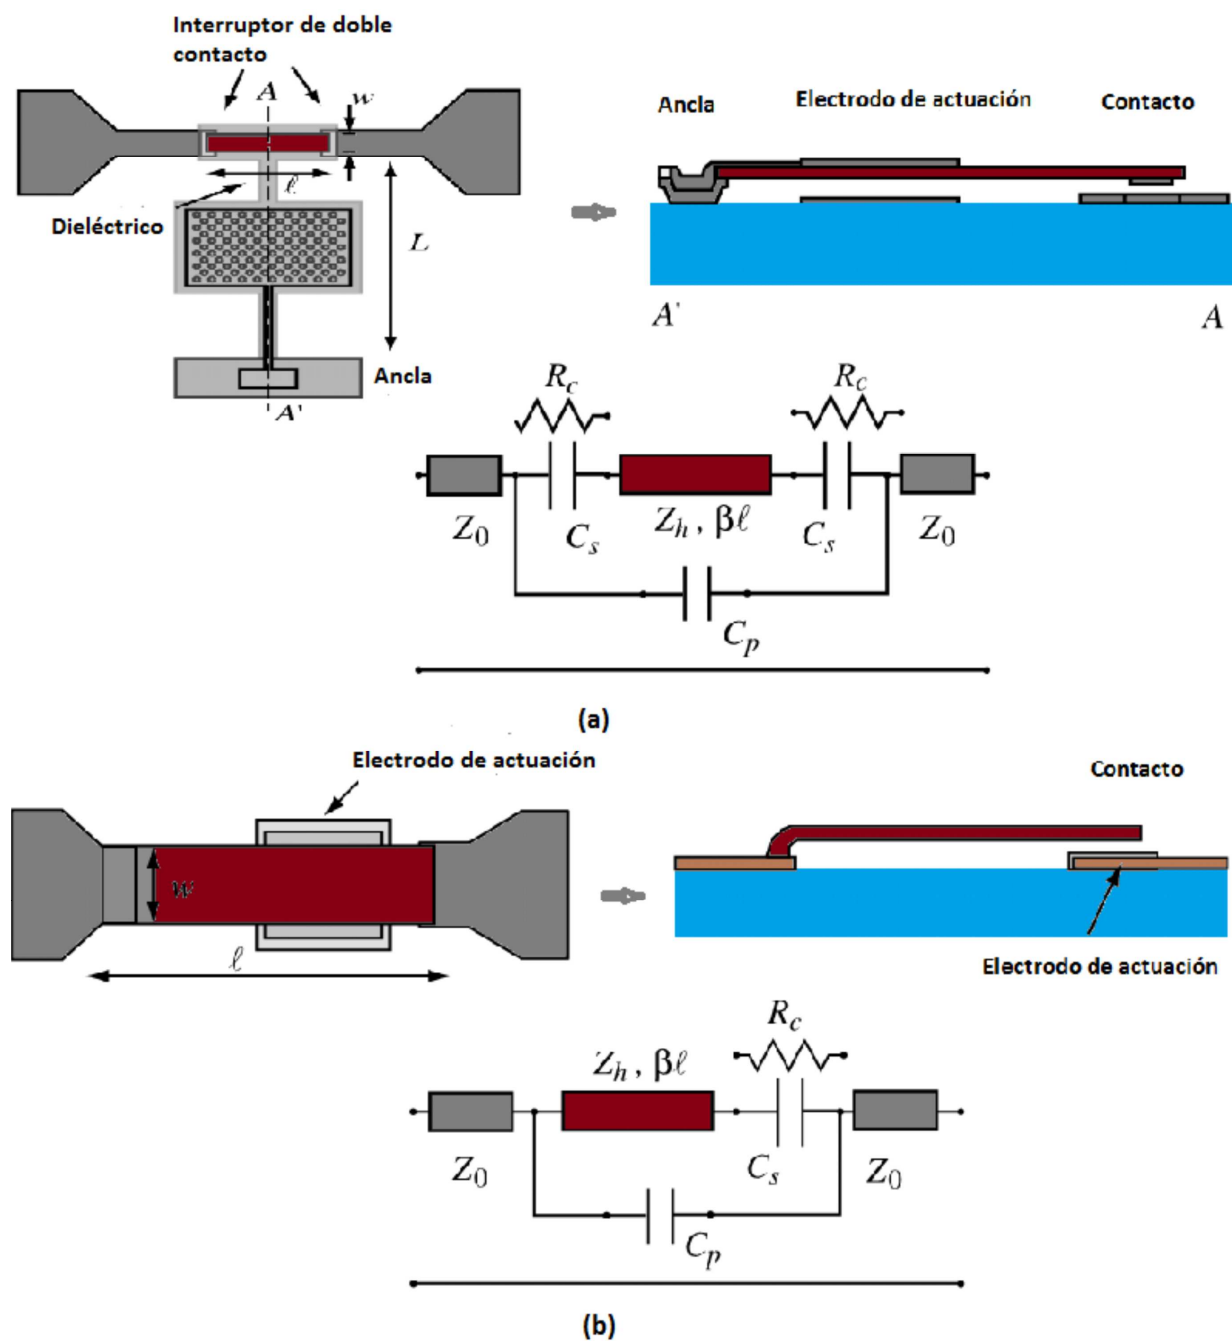 Interruptor de doble
contacto
A
w
ℓ
Dieléctrico
L
Ancla
A'
Ancla
Electrodo de actuación
Contacto
A'
A
R_c
R_c
Z_0
C_s
Z_h , βℓ
C_s
Z_0
C_p
(a)
Electrodo de actuación
w
ℓ
Contacto
Electrodo de actuación
R_c
Z_h , βℓ
Z_0
C_s
Z_0
C_p
(b)